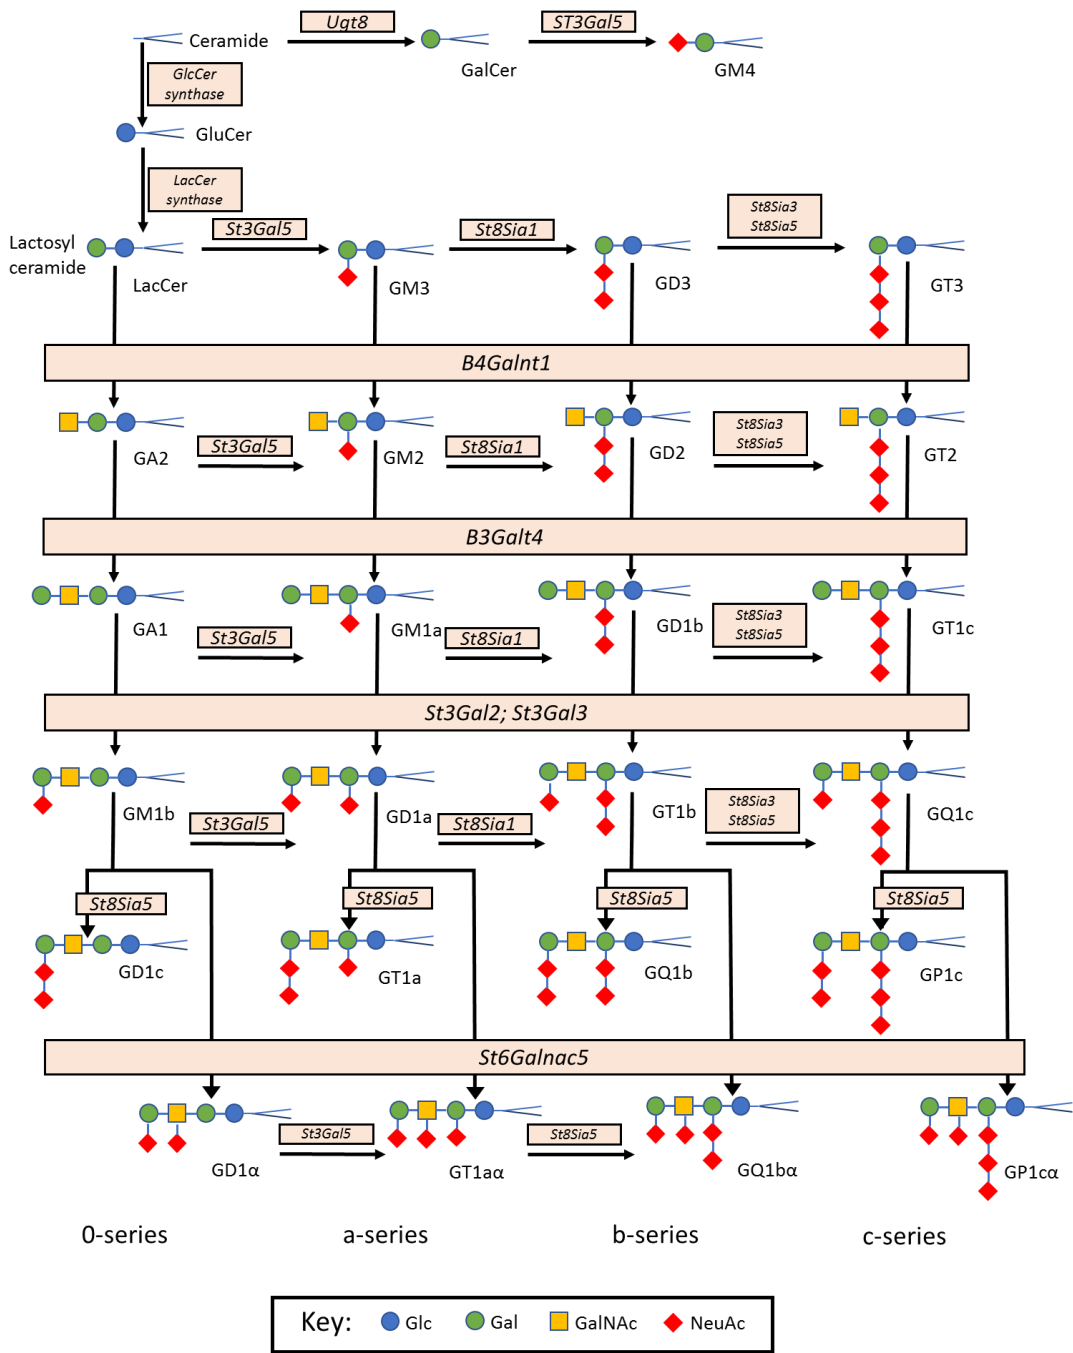 Ceramide
Ugt8
GalCer
ST3Gal5
GM4
GlcCer
synthase
GluCer
LacCer
synthase
Lactosyl
ceramide
LacCer
St3Gal5
GM3
St8Sia1
GD3
St8Sia3
St8Sia5
GT3
B4Galnt1
GA2
St3Gal5
GM2
St8Sia1
GD2
St8Sia3
St8Sia5
GT2
B3Galt4
GA1
St3Gal5
GM1a
St8Sia1
GD1b
St8Sia3
St8Sia5
GT1c
St3Gal2; St3Gal3
GM1b
St3Gal5
GD1a
St8Sia1
GT1b
St8Sia3
St8Sia5
GQ1c
St8Sia5
St8Sia5
St8Sia5
St8Sia5
GD1c
GT1a
GQ1b
GP1c
St6Galnac5
GD1α
St3Gal5
GT1aα
St8Sia5
GQ1bα
GP1cα
0-series
a-series
b-series
c-series
Key: Glc Gal GalNAc NeuAc